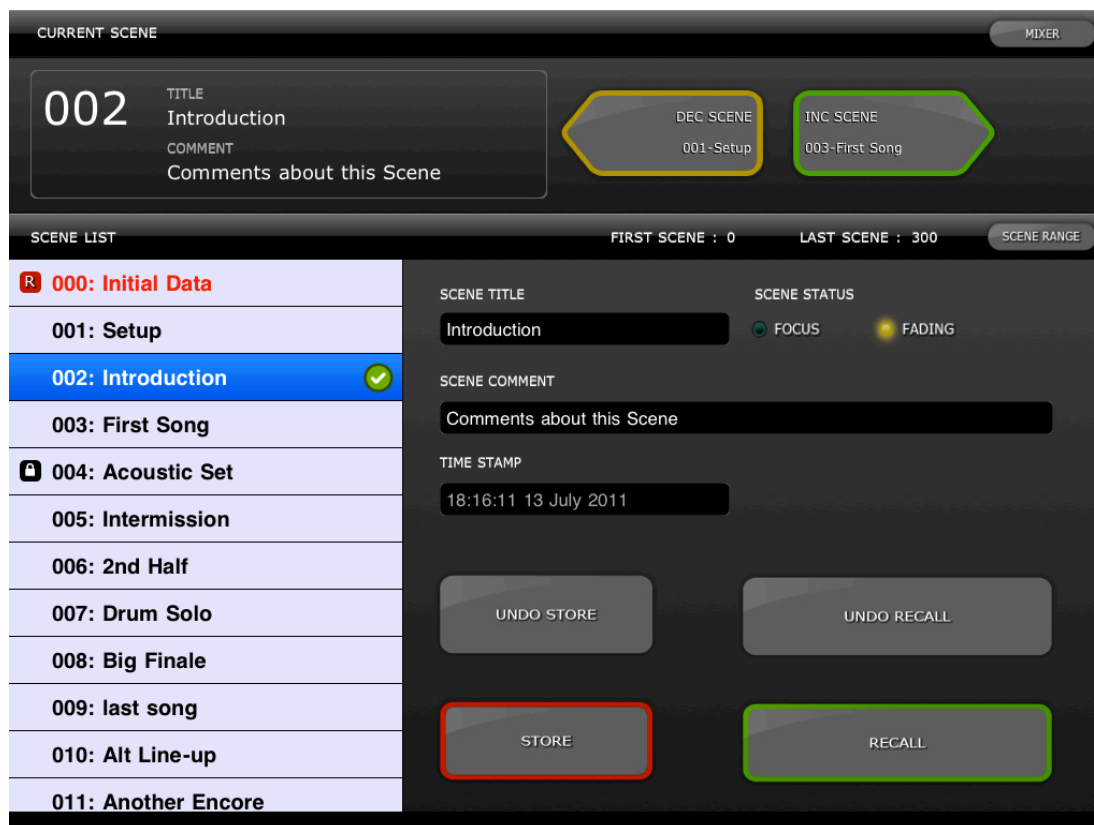 CURRENT SCENE
MIXER
002
TITLE
Introduction
COMMENT
Comments about this Scene
DEC SCENE
001-Setup
INC SCENE
003-First Song
SCENE LIST
FIRST SCENE : 0
LAST SCENE : 300
SCENE RANGE
R 000: Initial Data
001: Setup
002: Introduction
003: First Song
004: Acoustic Set
005: Intermission
006: 2nd Half
007: Drum Solo
008: Big Finale
009: last song
010: Alt Line-up
011: Another Encore
SCENE TITLE
Introduction
SCENE STATUS
FOCUS
FADING
SCENE COMMENT
Comments about this Scene
TIME STAMP
18:16:11 13 July 2011
UNDO STORE
UNDO RECALL
STORE
RECALL